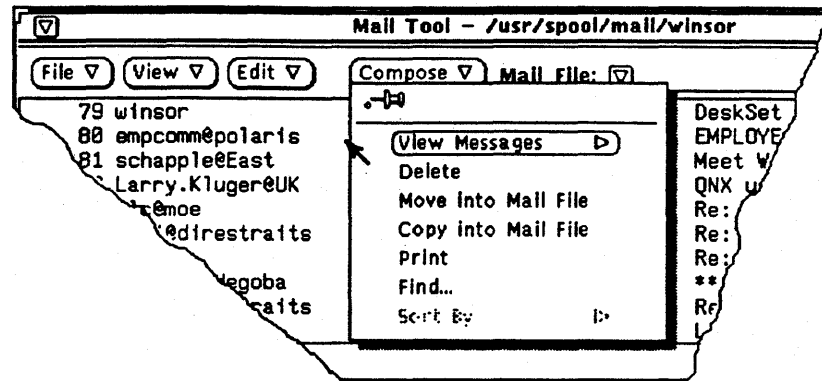 Mail Tool – /usr/spool/mail/winsor
File View Edit Compose Mail File:
79 winsor DeskSet
80 empcomm@polaris EMPLOYE
81 schapple@East View Messages Meet W
Larry.Kluger@UK Delete QNX
@moe Move into Mail File Re:
@direstraits Copy into Mail File Re:
Print Re:
Find... **
Sort By